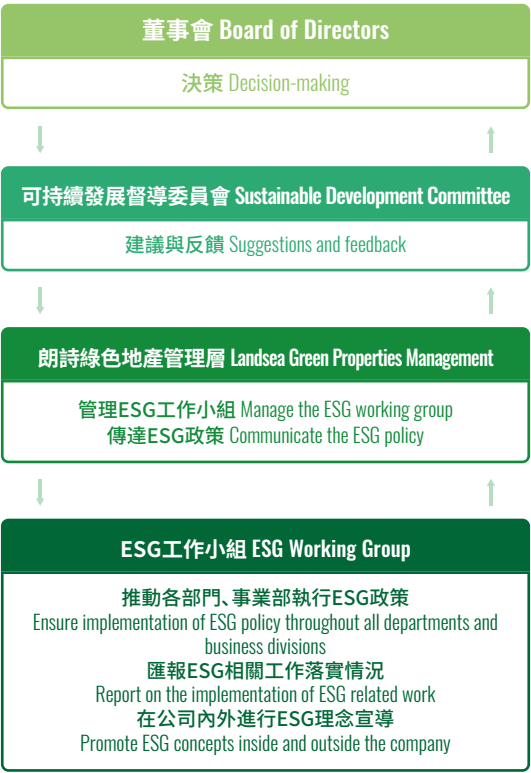 董事會 Board of Directors
決策 Decision-making
可持續發展督導委員會 Sustainable Development Committee
建議與反饋 Suggestions and feedback
朗詩綠色地產管理層 Landsea Green Properties Management
管理ESG工作小組 Manage the ESG working group
傳達ESG政策 Communicate the ESG policy
ESG工作小組 ESG Working Group
推動各部門、事業部執行ESG政策
Ensure implementation of ESG policy throughout all departments and
business divisions
匯報ESG相關工作落實情況
Report on the implementation of ESG related work
在公司內外進行ESG理念宣導
Promote ESG concepts inside and outside the company